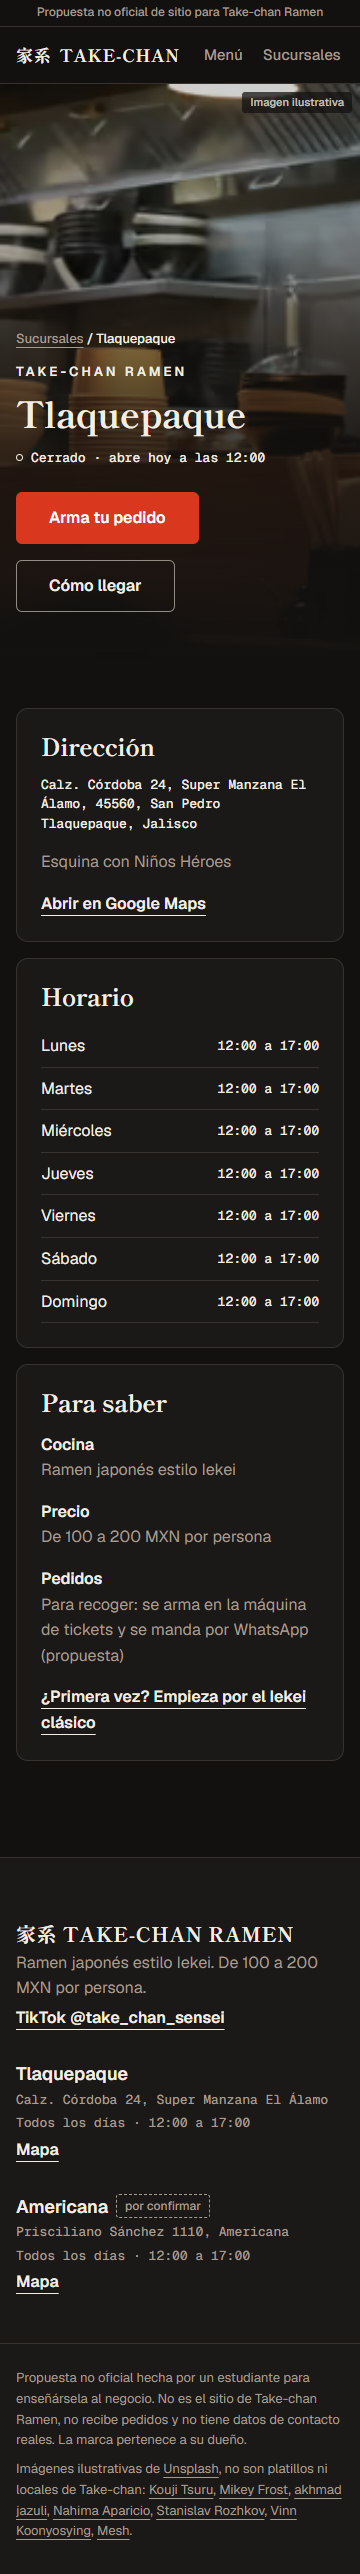 Propuesta no oficial de sitio para Take-chan Ramen
家系 TAKE-CHAN Menú Sucursales
Imagen ilustrativa
Sucursales / Tlaquepaque
TAKE-CHAN RAMEN
Tlaquepaque
Cerrado · abre hoy a las 12:00
Arma tu pedido
Cómo llegar
Dirección
Calz. Córdoba 24, Super Manzana El
Álamo, 45560, San Pedro
Tlaquepaque, Jalisco
Esquina con Niños Héroes
Abrir en Google Maps
Horario
Lunes 12:00 a 17:00
Martes 12:00 a 17:00
Miércoles 12:00 a 17:00
Jueves 12:00 a 17:00
Viernes 12:00 a 17:00
Sábado 12:00 a 17:00
Domingo 12:00 a 17:00
Para saber
Cocina
Ramen japonés estilo Iekei
Precio
De 100 a 200 MXN por persona
Pedidos
Para recoger: se arma en la máquina
de tickets y se manda por WhatsApp
(propuesta)
¿Primera vez? Empieza por el Iekei
clásico
家系 TAKE-CHAN RAMEN
Ramen japonés estilo Iekei. De 100 a 200
MXN por persona.
TikTok @take_chan_sensei
Tlaquepaque
Calz. Córdoba 24, Super Manzana El Álamo
Todos los días · 12:00 a 17:00
Mapa
Americana por confirmar
Prisciliano Sánchez 1110, Americana
Todos los días · 12:00 a 17:00
Mapa
Propuesta no oficial hecha por un estudiante para
enseñársela al negocio. No es el sitio de Take-chan
Ramen, no recibe pedidos y no tiene datos de contacto
reales. La marca pertenece a su dueño.
Imágenes ilustrativas de Unsplash, no son platillos ni
locales de Take-chan: Kouji Tsuru, Mikey Frost, akhmad
jazuli, Nahima Aparicio, Stanislav Rozhkov, Vinn
Koonyosying, Mesh.